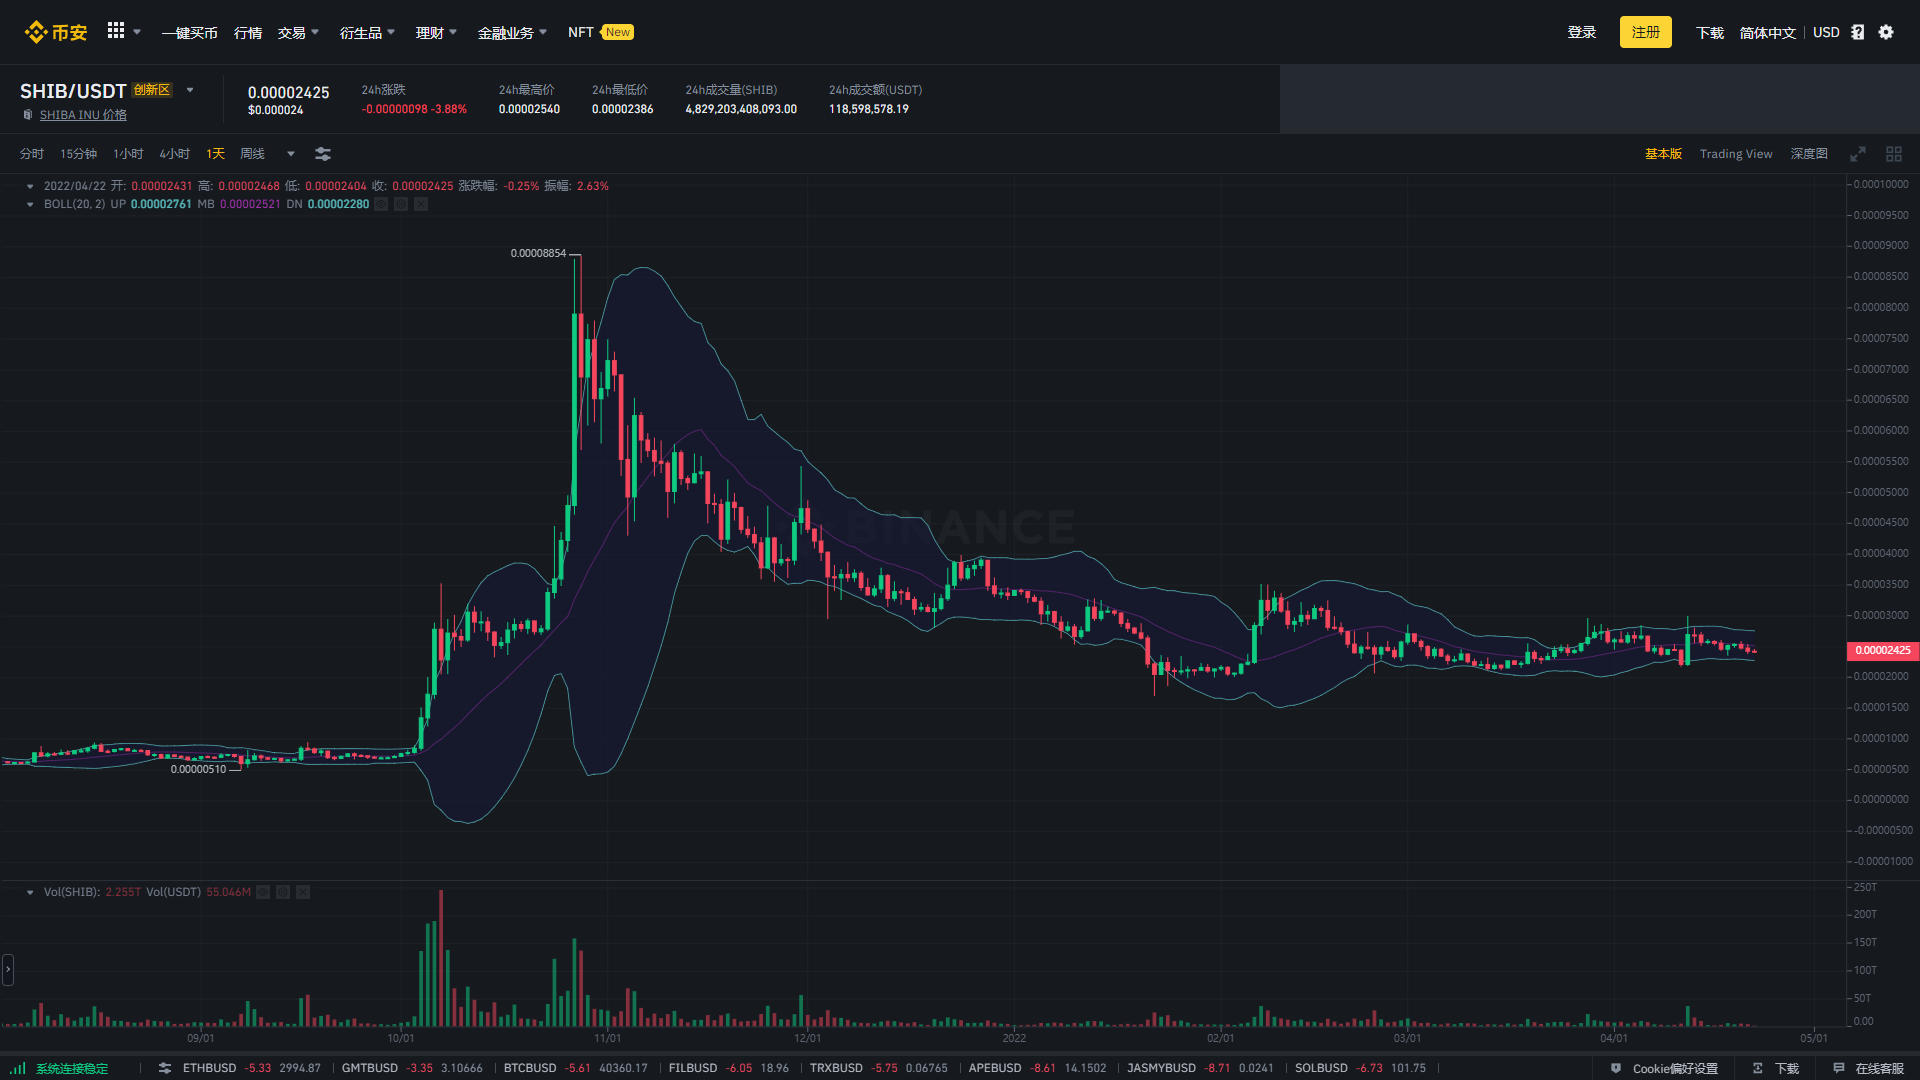 币安 一键买币 行情 交易 衍生品 理财 金融业务 NFT New 登录 注册 下载 简体中文 USD
SHIB/USDT 创新区
SHIBA INU 价格
0.00002425
$0.000024
24h涨跌
-0.00000098 -3.88%
24h最高价
0.00002540
24h最低价
0.00002386
24h成交量(SHIB)
4,829,203,408,093.00
24h成交额(USDT)
118,598,578.19
分时 15分钟 1小时 4小时 1天 周线 基本版 Trading View 深度图
2022/04/22 开: 0.00002431 高: 0.00002468 低: 0.00002404 收: 0.00002425 涨跌幅: -0.25% 振幅: 2.63%
BOLL(20, 2) UP 0.00002761 MB 0.00002521 DN 0.00002280
0.00008854
0.00000510
BINANCE
0.00010000
0.00009500
0.00009000
0.00008500
0.00008000
0.00007500
0.00007000
0.00006500
0.00006000
0.00005500
0.00005000
0.00004500
0.00004000
0.00003500
0.00003000
0.00002425
0.00002000
0.00001500
0.00001000
0.00000500
0.00000000
-0.00000500
-0.00001000
Vol(SHIB): 2.255T Vol(USDT) 55.046M
250T
200T
150T
100T
50T
0.00
09/01 10/01 11/01 12/01 2022 02/01 03/01 04/01 05/01
系统连接稳定 ETHBUSD -5.33 2994.87 GMTBUSD -3.35 3.10666 BTCBUSD -5.61 40360.17 FILBUSD -6.05 18.96 TRXBUSD -5.75 0.06765 APEBUSD -8.61 14.1502 JASMYBUSD -8.71 0.0241 SOLBUSD -6.73 101.75 Cookie偏好设置 下载 在线客服